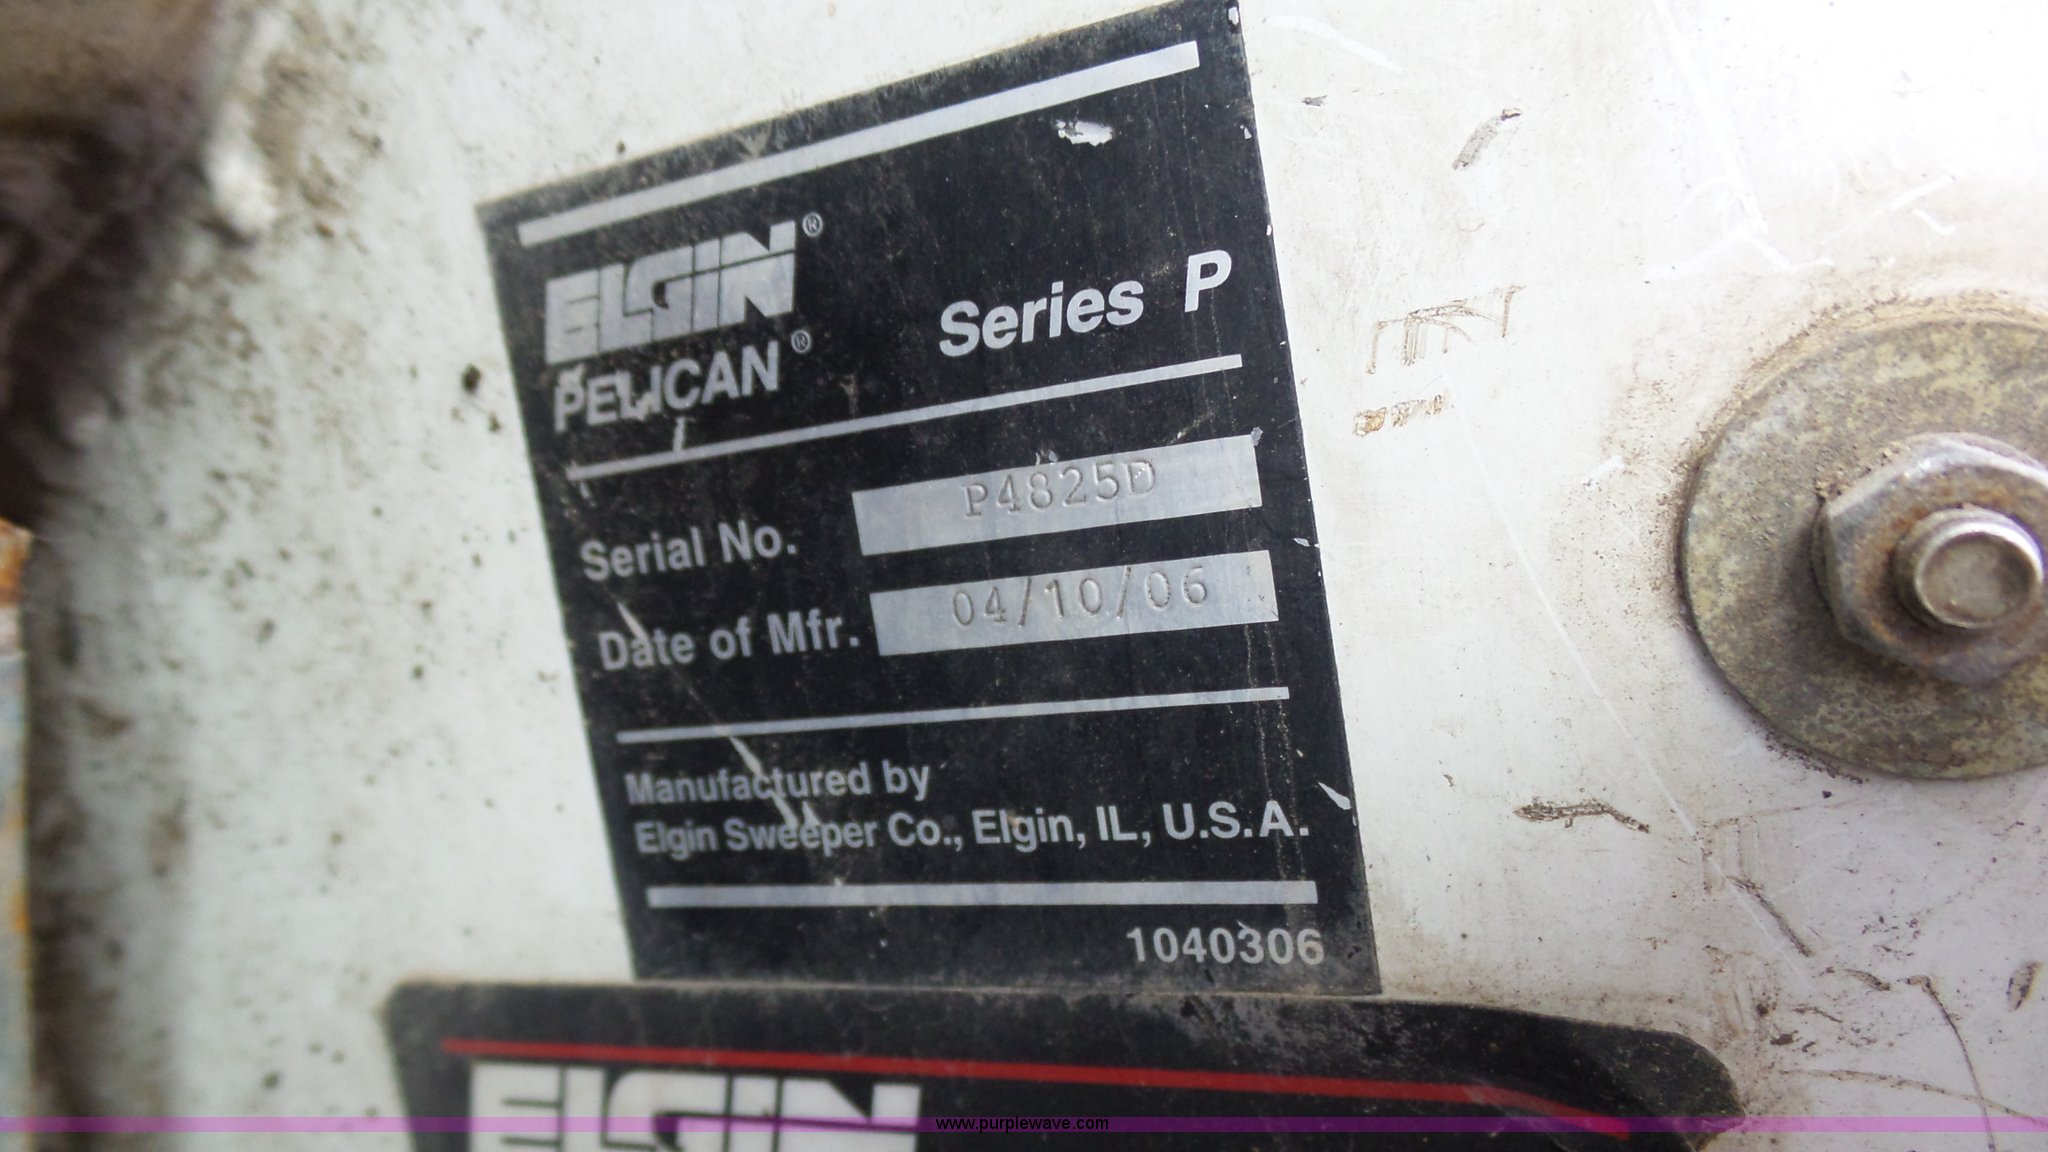 ELGIN®
PELICAN®
Series P
Serial No. P4825D
Date of Mfr. 04/10/06
Manufactured by
Elgin Sweeper Co., Elgin, IL, U.S.A.
1040306
ELGIN
www.purplewave.com